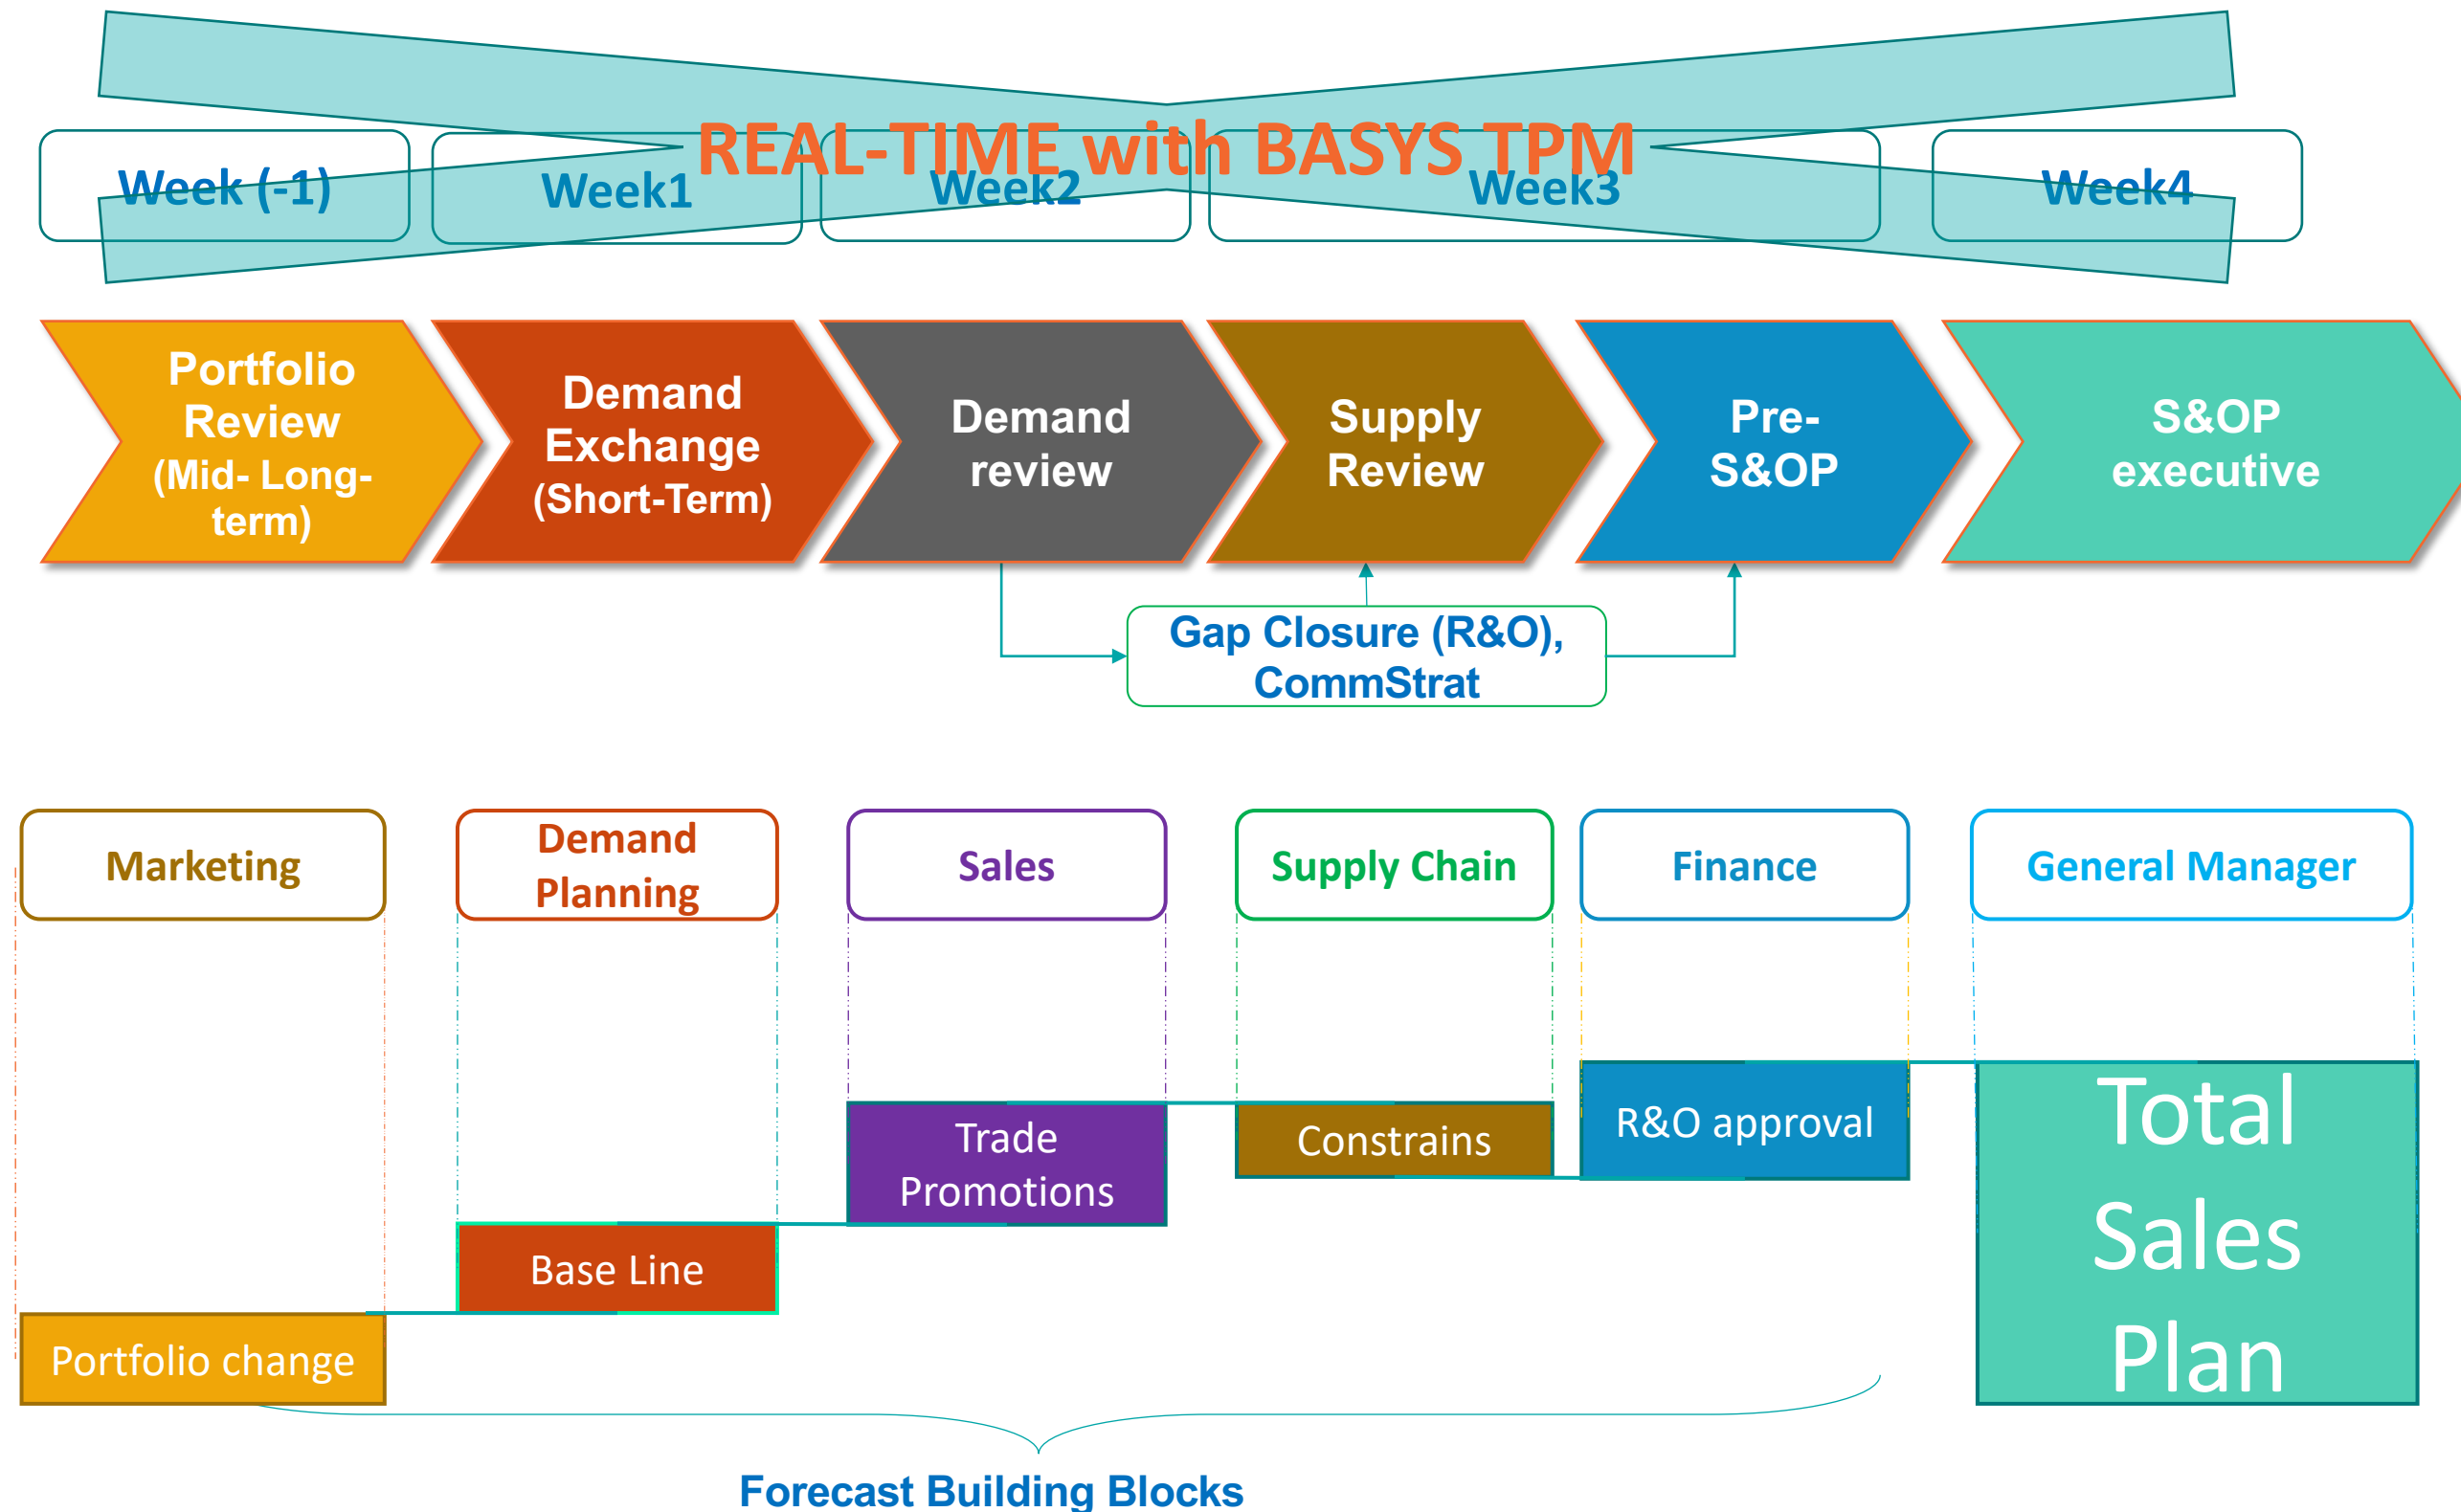 REAL-TIME with BASYS TPM
Week (-1)
Week1
Week2
Week3
Week4
Portfolio
Review
(Mid- Long-
term)
Demand
Exchange
(Short-Term)
Demand
review
Supply
Review
Pre-
S&OP
S&OP
executive
Gap Closure (R&O),
CommStrat
Marketing
Demand
Planning
Sales
Supply Chain
Finance
General Manager
Portfolio change
Base Line
Trade
Promotions
Constrains
R&O approval
Total
Sales
Plan
Forecast Building Blocks